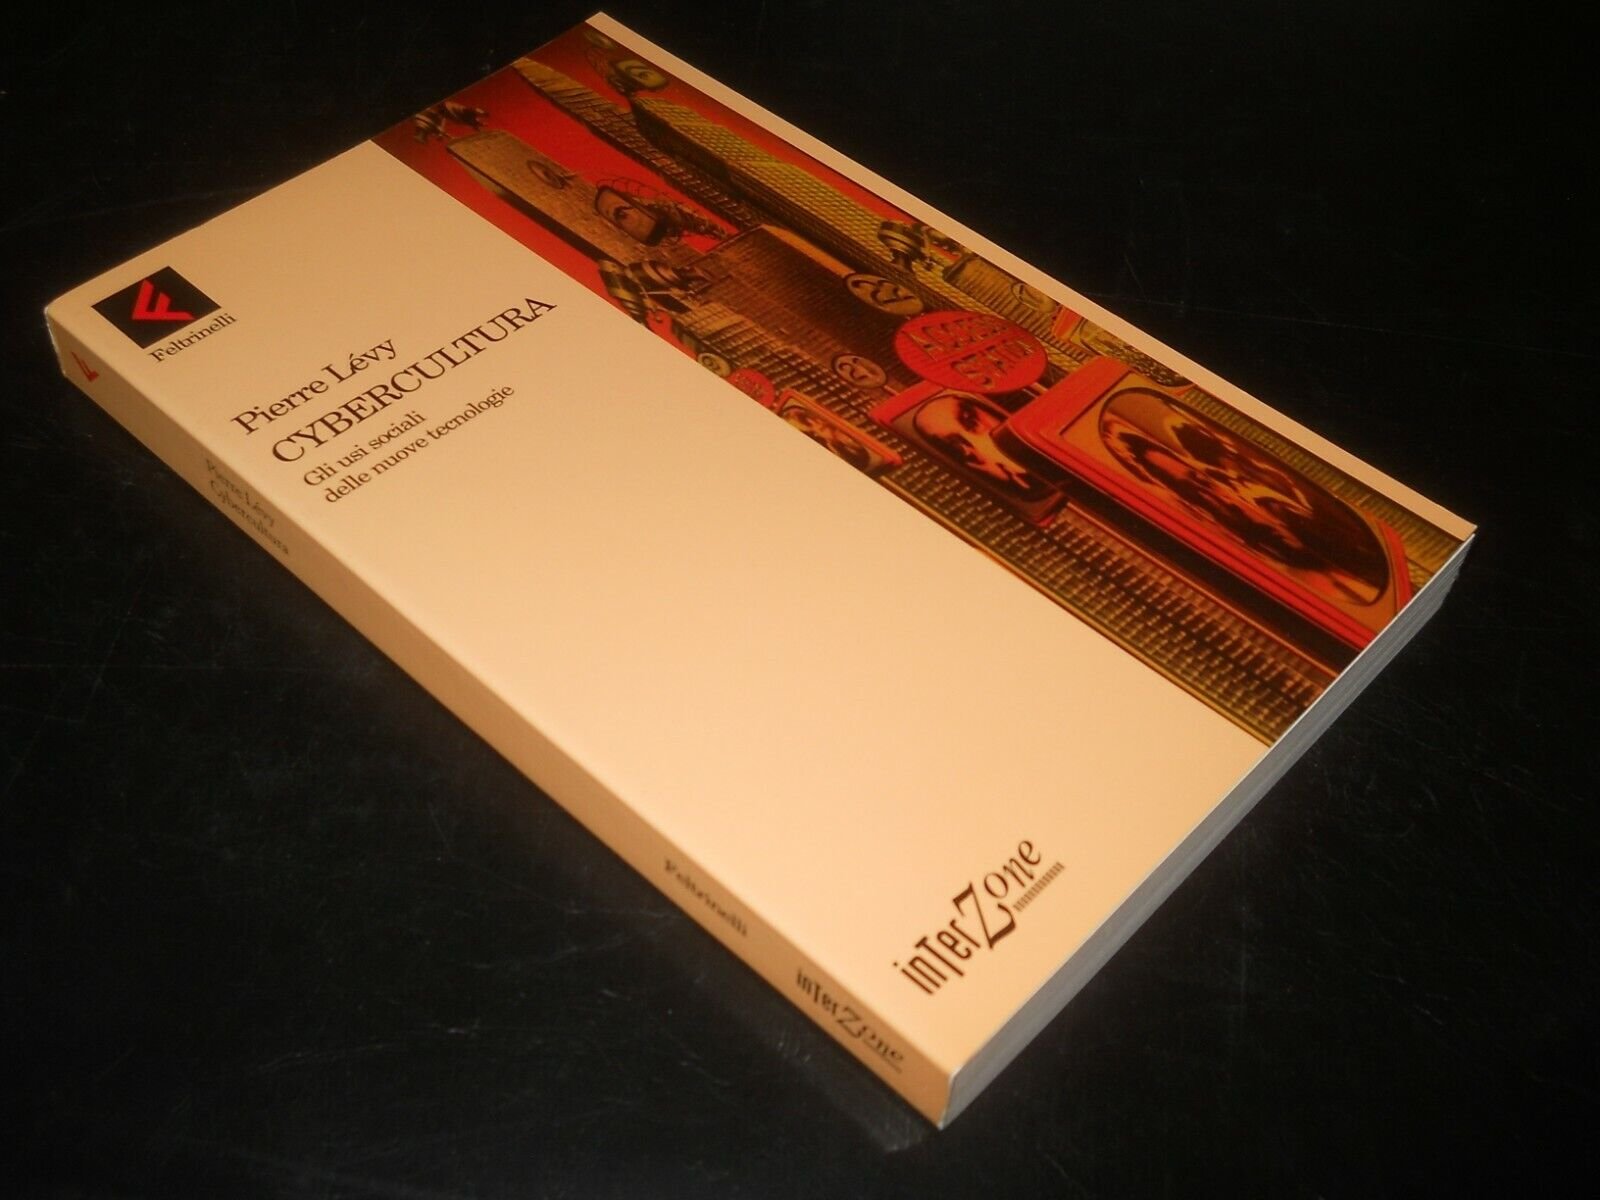 Feltrinelli
Pierre Lévy
CYBERCULTURA
Gli usi sociali
delle nuove tecnologie
inTerZone
Pierre Lévy
Cybercultura
Feltrinelli
inTerZone